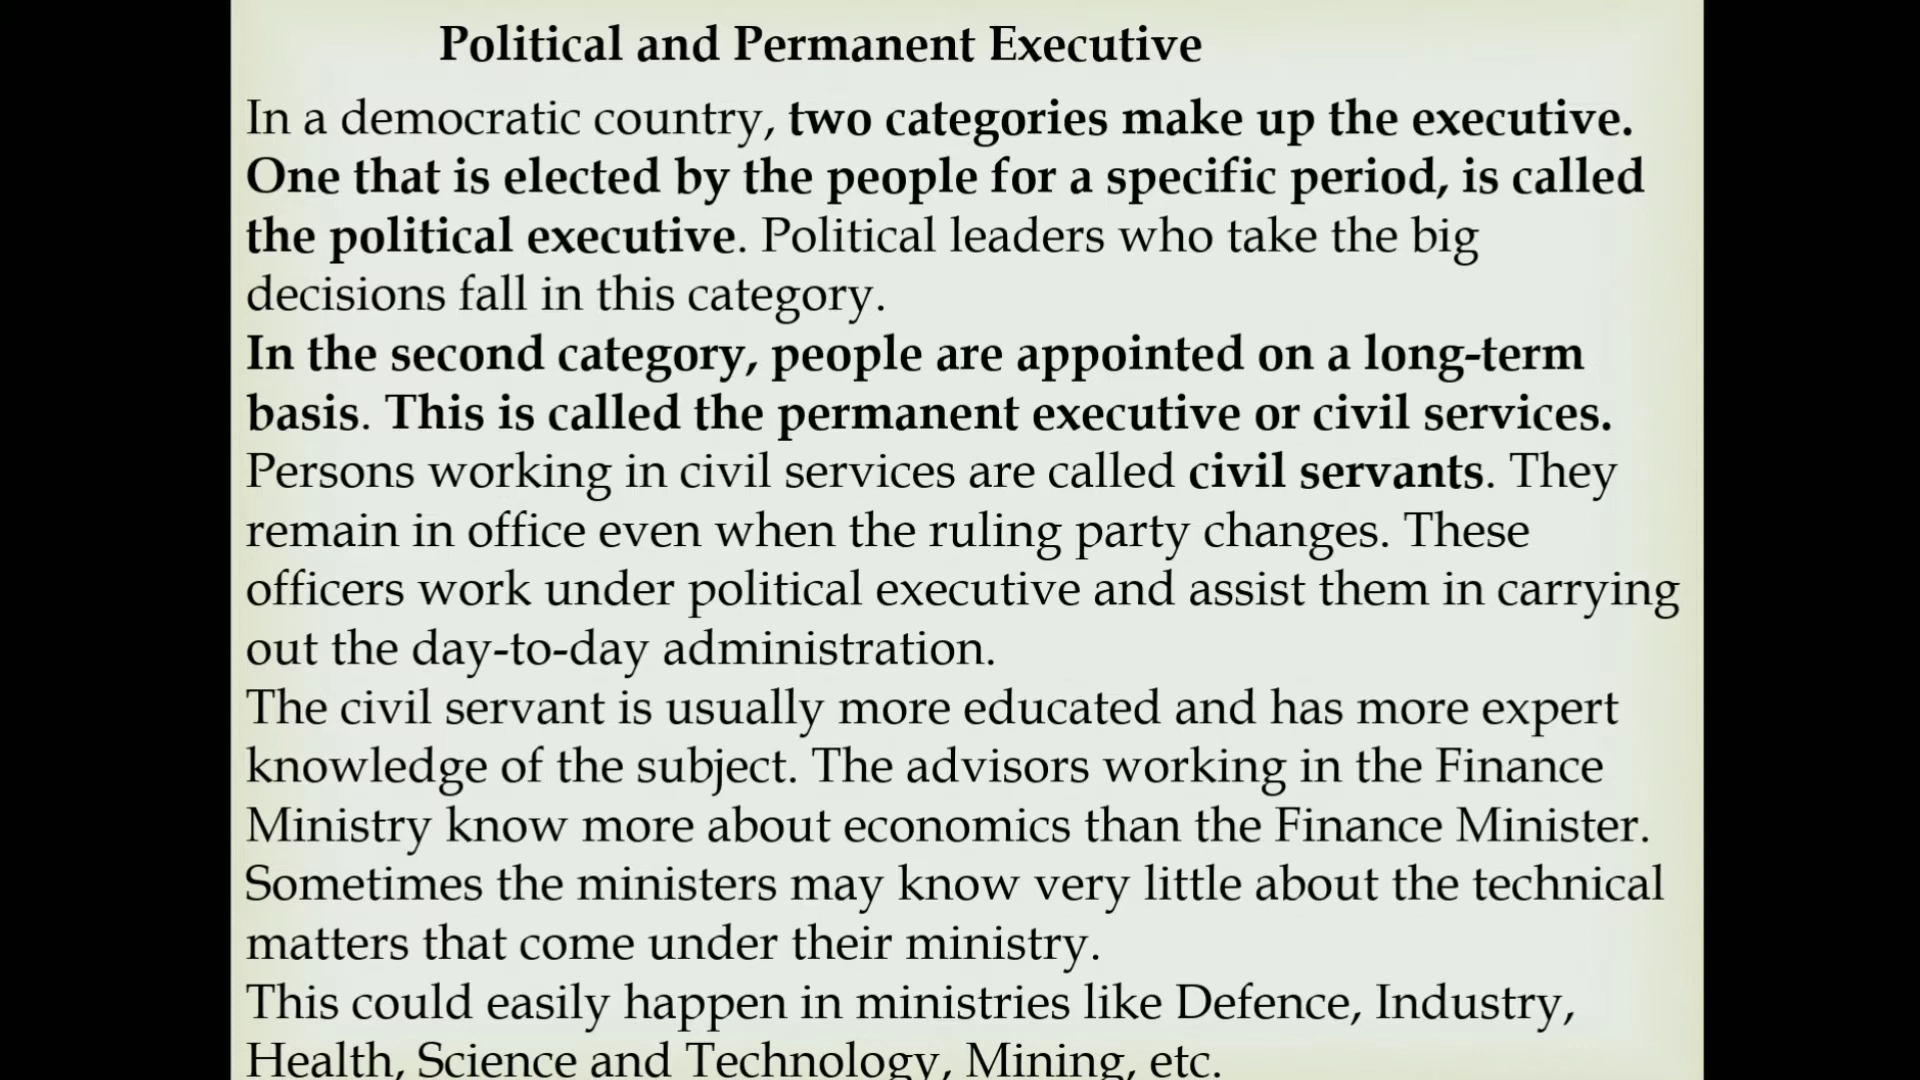 Political and Permanent Executive
In a democratic country, two categories make up the executive.
One that is elected by the people for a specific period, is called
the political executive. Political leaders who take the big
decisions fall in this category.
In the second category, people are appointed on a long-term
basis. This is called the permanent executive or civil services.
Persons working in civil services are called civil servants. They
remain in office even when the ruling party changes. These
officers work under political executive and assist them in carrying
out the day-to-day administration.
The civil servant is usually more educated and has more expert
knowledge of the subject. The advisors working in the Finance
Ministry know more about economics than the Finance Minister.
Sometimes the ministers may know very little about the technical
matters that come under their ministry.
This could easily happen in ministries like Defence, Industry,
Health, Science and Technology, Mining, etc.